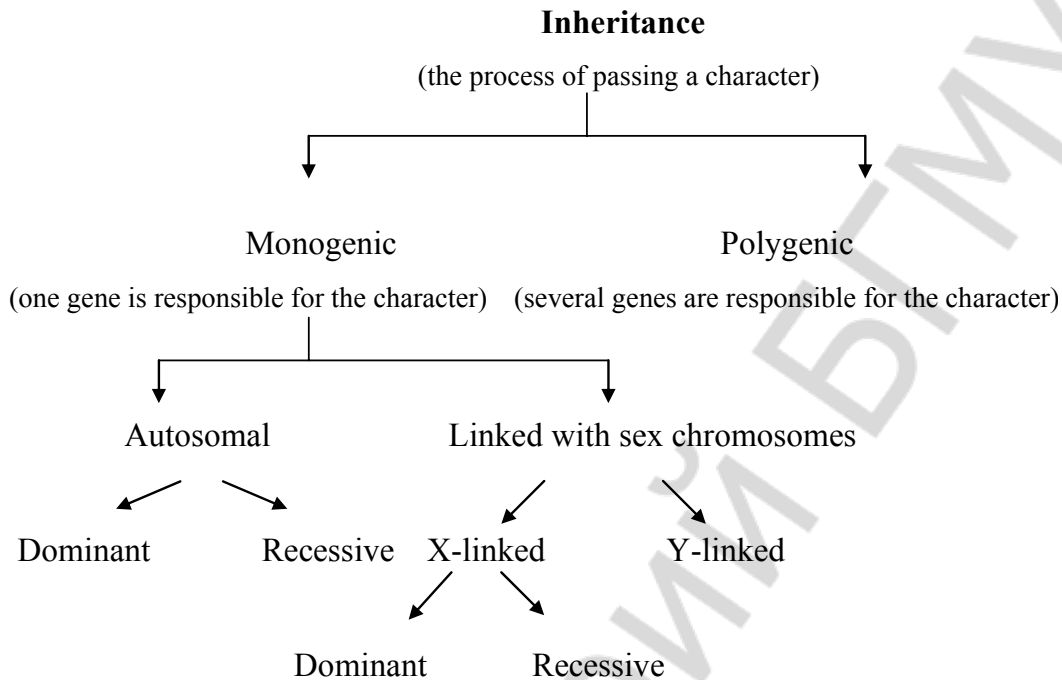 Inheritance
(the process of passing a character)
Monogenic Polygenic
(one gene is responsible for the character) (several genes are responsible for the character)
Autosomal Linked with sex chromosomes
Dominant Recessive X-linked Y-linked
Dominant Recessive
БГМУ